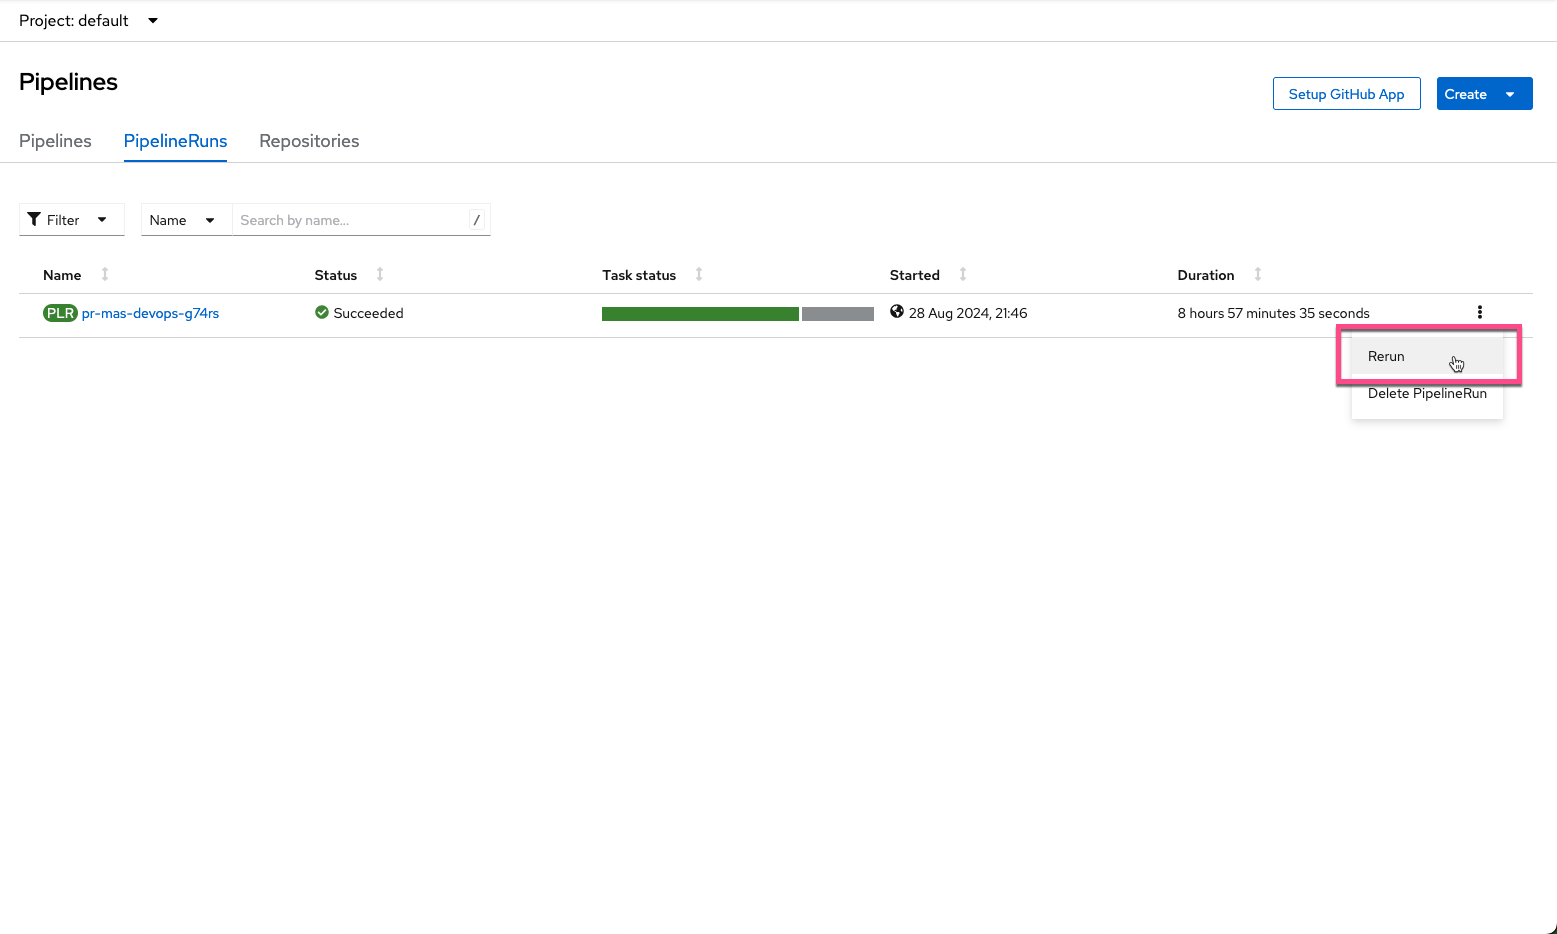 Project: default
Pipelines
Setup GitHub App
Create
Pipelines PipelineRuns Repositories
Filter Name Search by name... /
Name Status Task status Started Duration
PLR pr-mas-devops-g74rs Succeeded 28 Aug 2024, 21:46 8 hours 57 minutes 35 seconds
Rerun
Delete PipelineRun